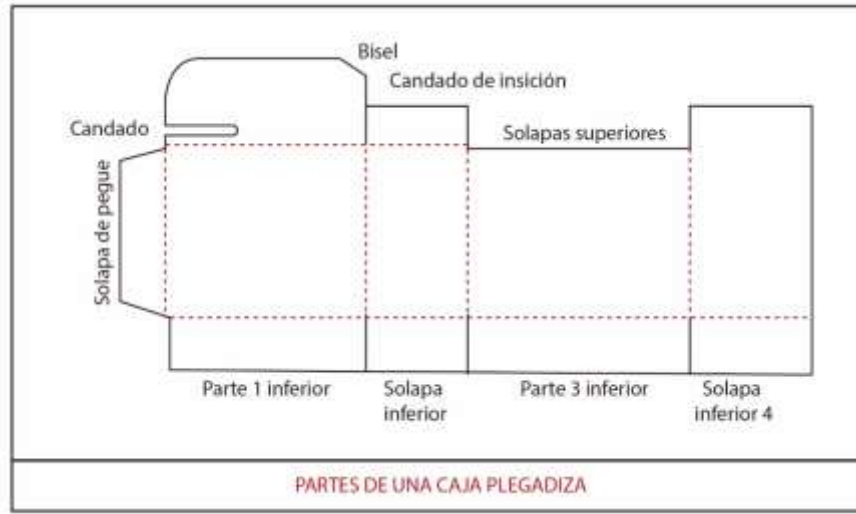 Bisel
Candado de insición
Candado
Solapas superiores
Solapa de pegue
Parte 1 inferior
Solapa
inferior
Parte 3 inferior
Solapa
inferior 4
PARTES DE UNA CAJA PLEGADIZA